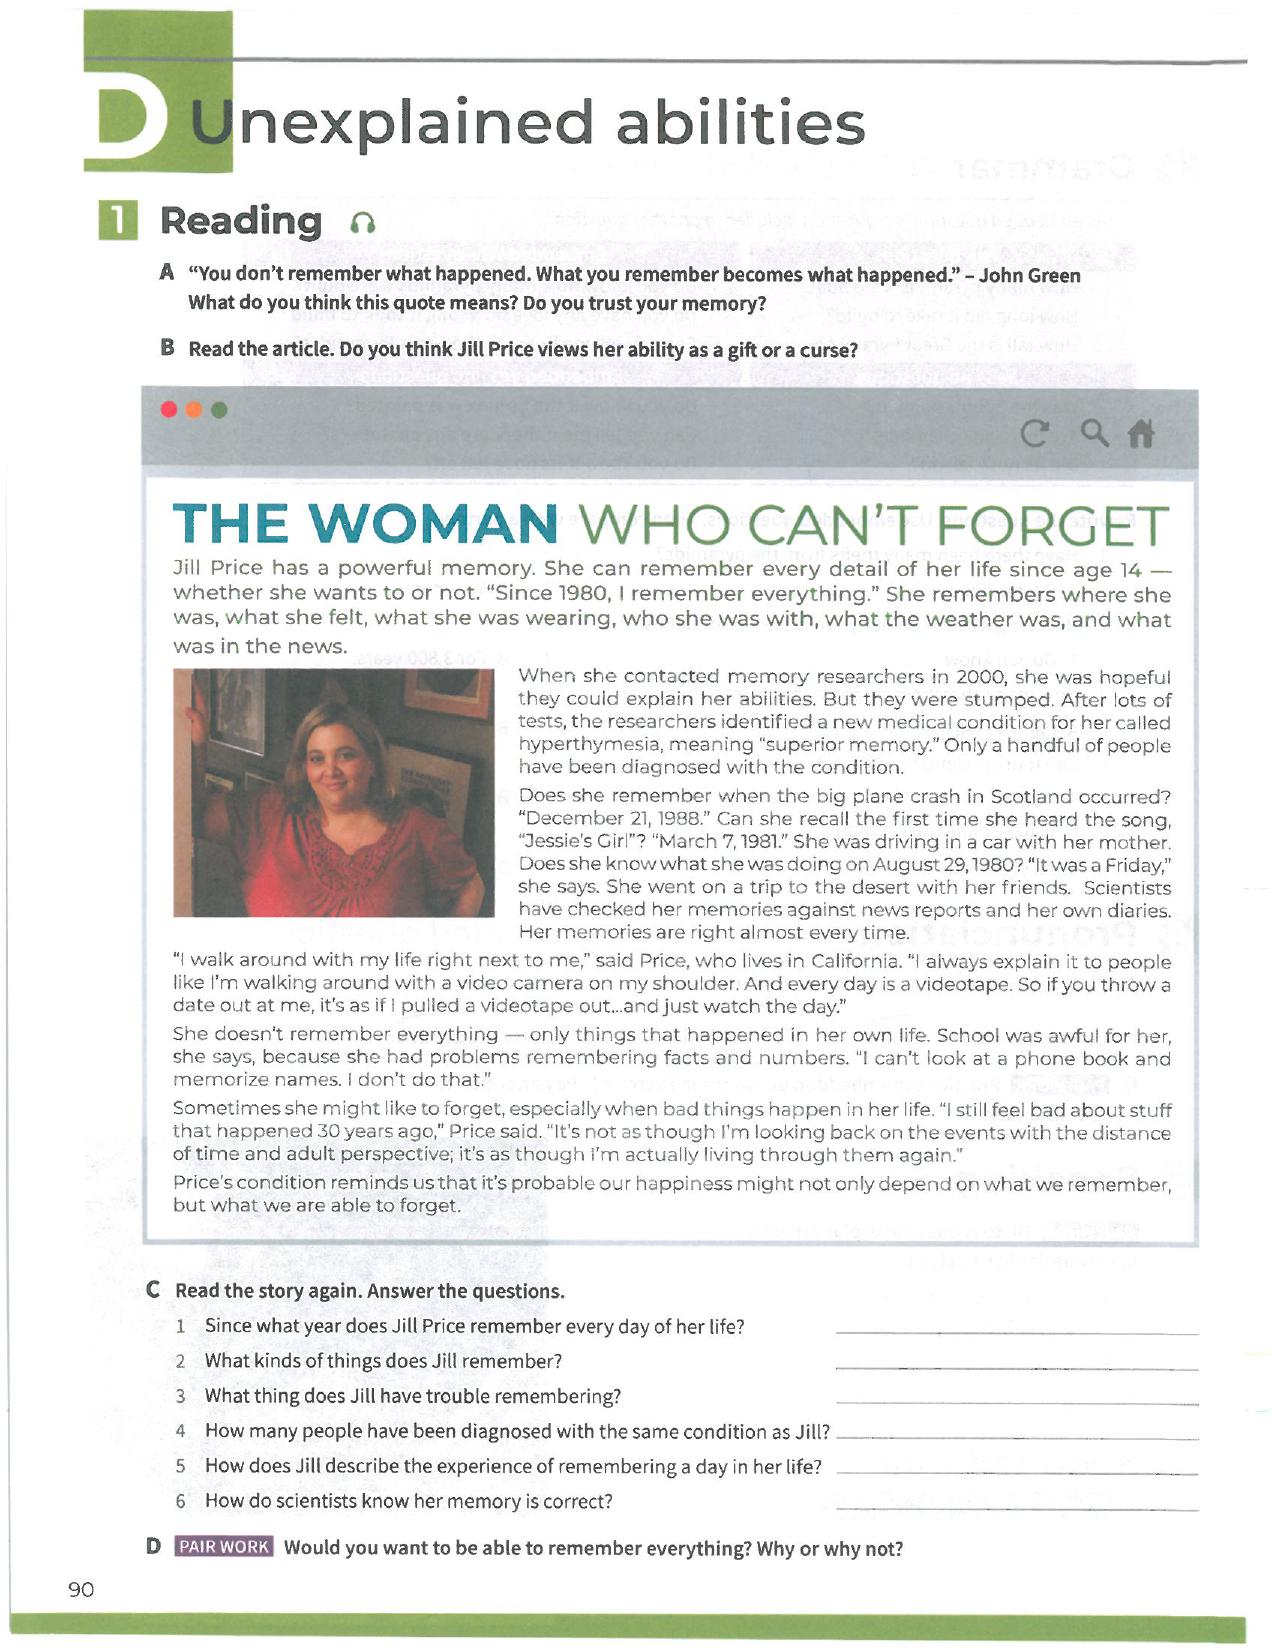 D Unexplained abilities
1 Reading
A "You don't remember what happened. What you remember becomes what happened." – John Green
What do you think this quote means? Do you trust your memory?
B Read the article. Do you think Jill Price views her ability as a gift or a curse?
THE WOMAN WHO CAN'T FORGET
Jill Price has a powerful memory. She can remember every detail of her life since age 14 —
whether she wants to or not. "Since 1980, I remember everything." She remembers where she
was, what she felt, what she was wearing, who she was with, what the weather was, and what
was in the news.
When she contacted memory researchers in 2000, she was hopeful
they could explain her abilities. But they were stumped. After lots of
tests, the researchers identified a new medical condition for her called
hyperthymesia, meaning "superior memory." Only a handful of people
have been diagnosed with the condition.
Does she remember when the big plane crash in Scotland occurred?
"December 21, 1988." Can she recall the first time she heard the song,
"Jessie's Girl"? "March 7, 1981." She was driving in a car with her mother.
Does she know what she was doing on August 29, 1980? "It was a Friday,"
she says. She went on a trip to the desert with her friends. Scientists
have checked her memories against news reports and her own diaries.
Her memories are right almost every time.
"I walk around with my life right next to me," said Price, who lives in California. "I always explain it to people
like I'm walking around with a video camera on my shoulder. And every day is a videotape. So if you throw a
date out at me, it's as if I pulled a videotape out...and just watch the day."
She doesn't remember everything — only things that happened in her own life. School was awful for her,
she says, because she had problems remembering facts and numbers. "I can't look at a phone book and
memorize names. I don't do that."
Sometimes she might like to forget, especially when bad things happen in her life. "I still feel bad about stuff
that happened 30 years ago," Price said. "It's not as though I'm looking back on the events with the distance
of time and adult perspective; it's as though I'm actually living through them again."
Price's condition reminds us that it's probable our happiness might not only depend on what we remember,
but what we are able to forget.
C Read the story again. Answer the questions.
1 Since what year does Jill Price remember every day of her life?
2 What kinds of things does Jill remember?
3 What thing does Jill have trouble remembering?
4 How many people have been diagnosed with the same condition as Jill?
5 How does Jill describe the experience of remembering a day in her life?
6 How do scientists know her memory is correct?
D PAIR WORK Would you want to be able to remember everything? Why or why not?
90